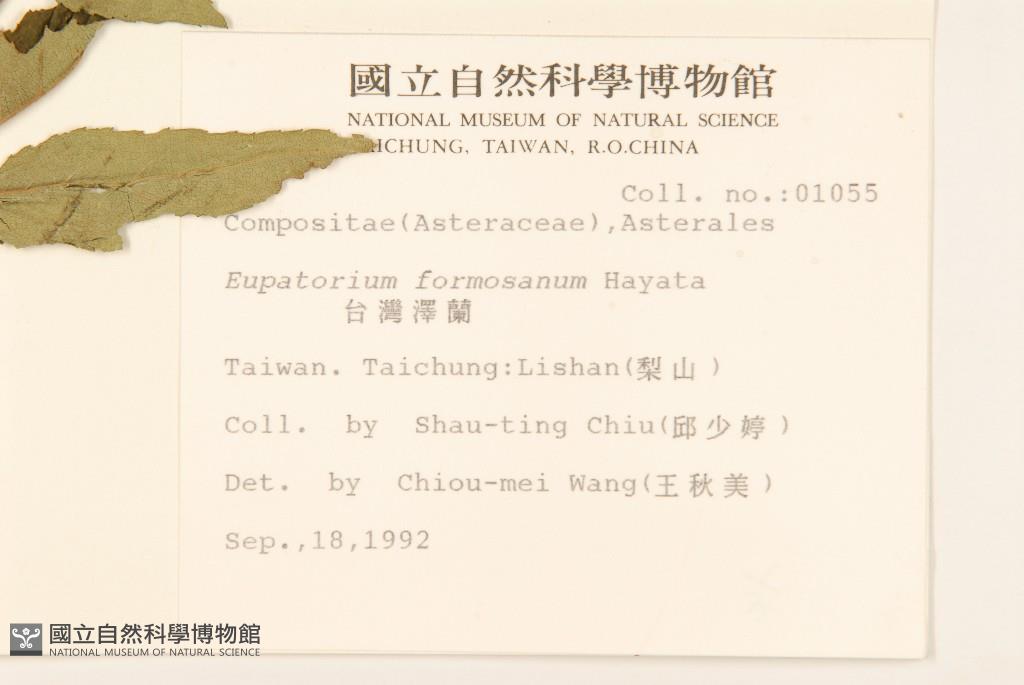 國立自然科學博物館
NATIONAL MUSEUM OF NATURAL SCIENCE
ICHUNG, TAIWAN, R.O.CHINA
Coll. no.:01055
Compositae(Asteraceae),Asterales
Eupatorium formosanum Hayata
台灣澤蘭
Taiwan. Taichung:Lishan(梨山)
Coll. by Shau-ting Chiu(邱少婷)
Det. by Chiou-mei Wang(王秋美)
Sep.,18,1992
國立自然科學博物館
NATIONAL MUSEUM OF NATURAL SCIENCE